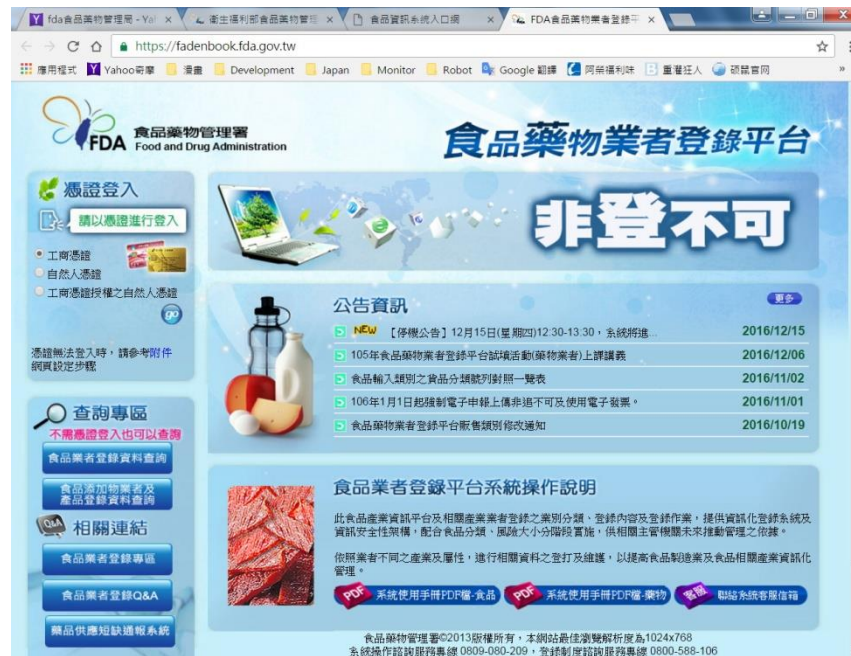 fda食品藥物管理局 - Ya
衛生福利部食品藥物管理
食品資訊系統入口網
FDA食品藥物業者登錄平
https://fadenbook.fda.gov.tw
應用程式 Yahoo奇摩 漫畫 Development Japan Monitor Robot Google 翻譯 阿榮福利味 重灌狂人 硕鼠官网 »
FDA 食品藥物管理署
Food and Drug Administration
食品藥物業者登錄平台
憑證登入
請以憑證進行登入
工商憑證
自然人憑證
工商憑證授權之自然人憑證
go
憑證無法登入時，請參考附件
網頁設定步驟
非登不可
公告資訊
更多
NEW 【停機公告】12月15日(星期四)12:30-13:30，系統將進... 2016/12/15
105年食品藥物業者登錄平台試填活動(藥物業者)上課講義 2016/12/06
食品輸入類別之貨品分類號列對照一覽表 2016/11/02
106年1月1日起強制電子申報上傳非追不可及使用電子發票。 2016/11/01
食品藥物業者登錄平台販售類別修改通知 2016/10/19
查詢專區
不需憑證登入也可以查詢
食品業者登錄資料查詢
食品添加物業者及
產品登錄資料查詢
Q&A 相關連結
食品業者登錄專區
食品業者登錄Q&A
藥品供應短缺通報系統
食品業者登錄平台系統操作說明
此食品產業資訊平台及相關產業業者登錄之業別分類、登錄內容及登錄作業，提供資訊化登錄系統及
資訊安全性架構，配合食品分類、風險大小分階段實施，供相關主管機關未來推動管理之依據。
依照業者不同之產業及屬性，進行相關資料之登打及維護，以提高食品製造業及食品相關產業資訊化
管理。
PDF 系統使用手冊PDF檔-食品
PDF 系統使用手冊PDF檔-藥物
客服 聯絡系統客服信箱
食品藥物管理署©2013版權所有，本網站最佳瀏覽解析度為1024x768
系統操作諮詢服務專線 0809-080-209，登錄制度諮詢服務專線 0800-588-106